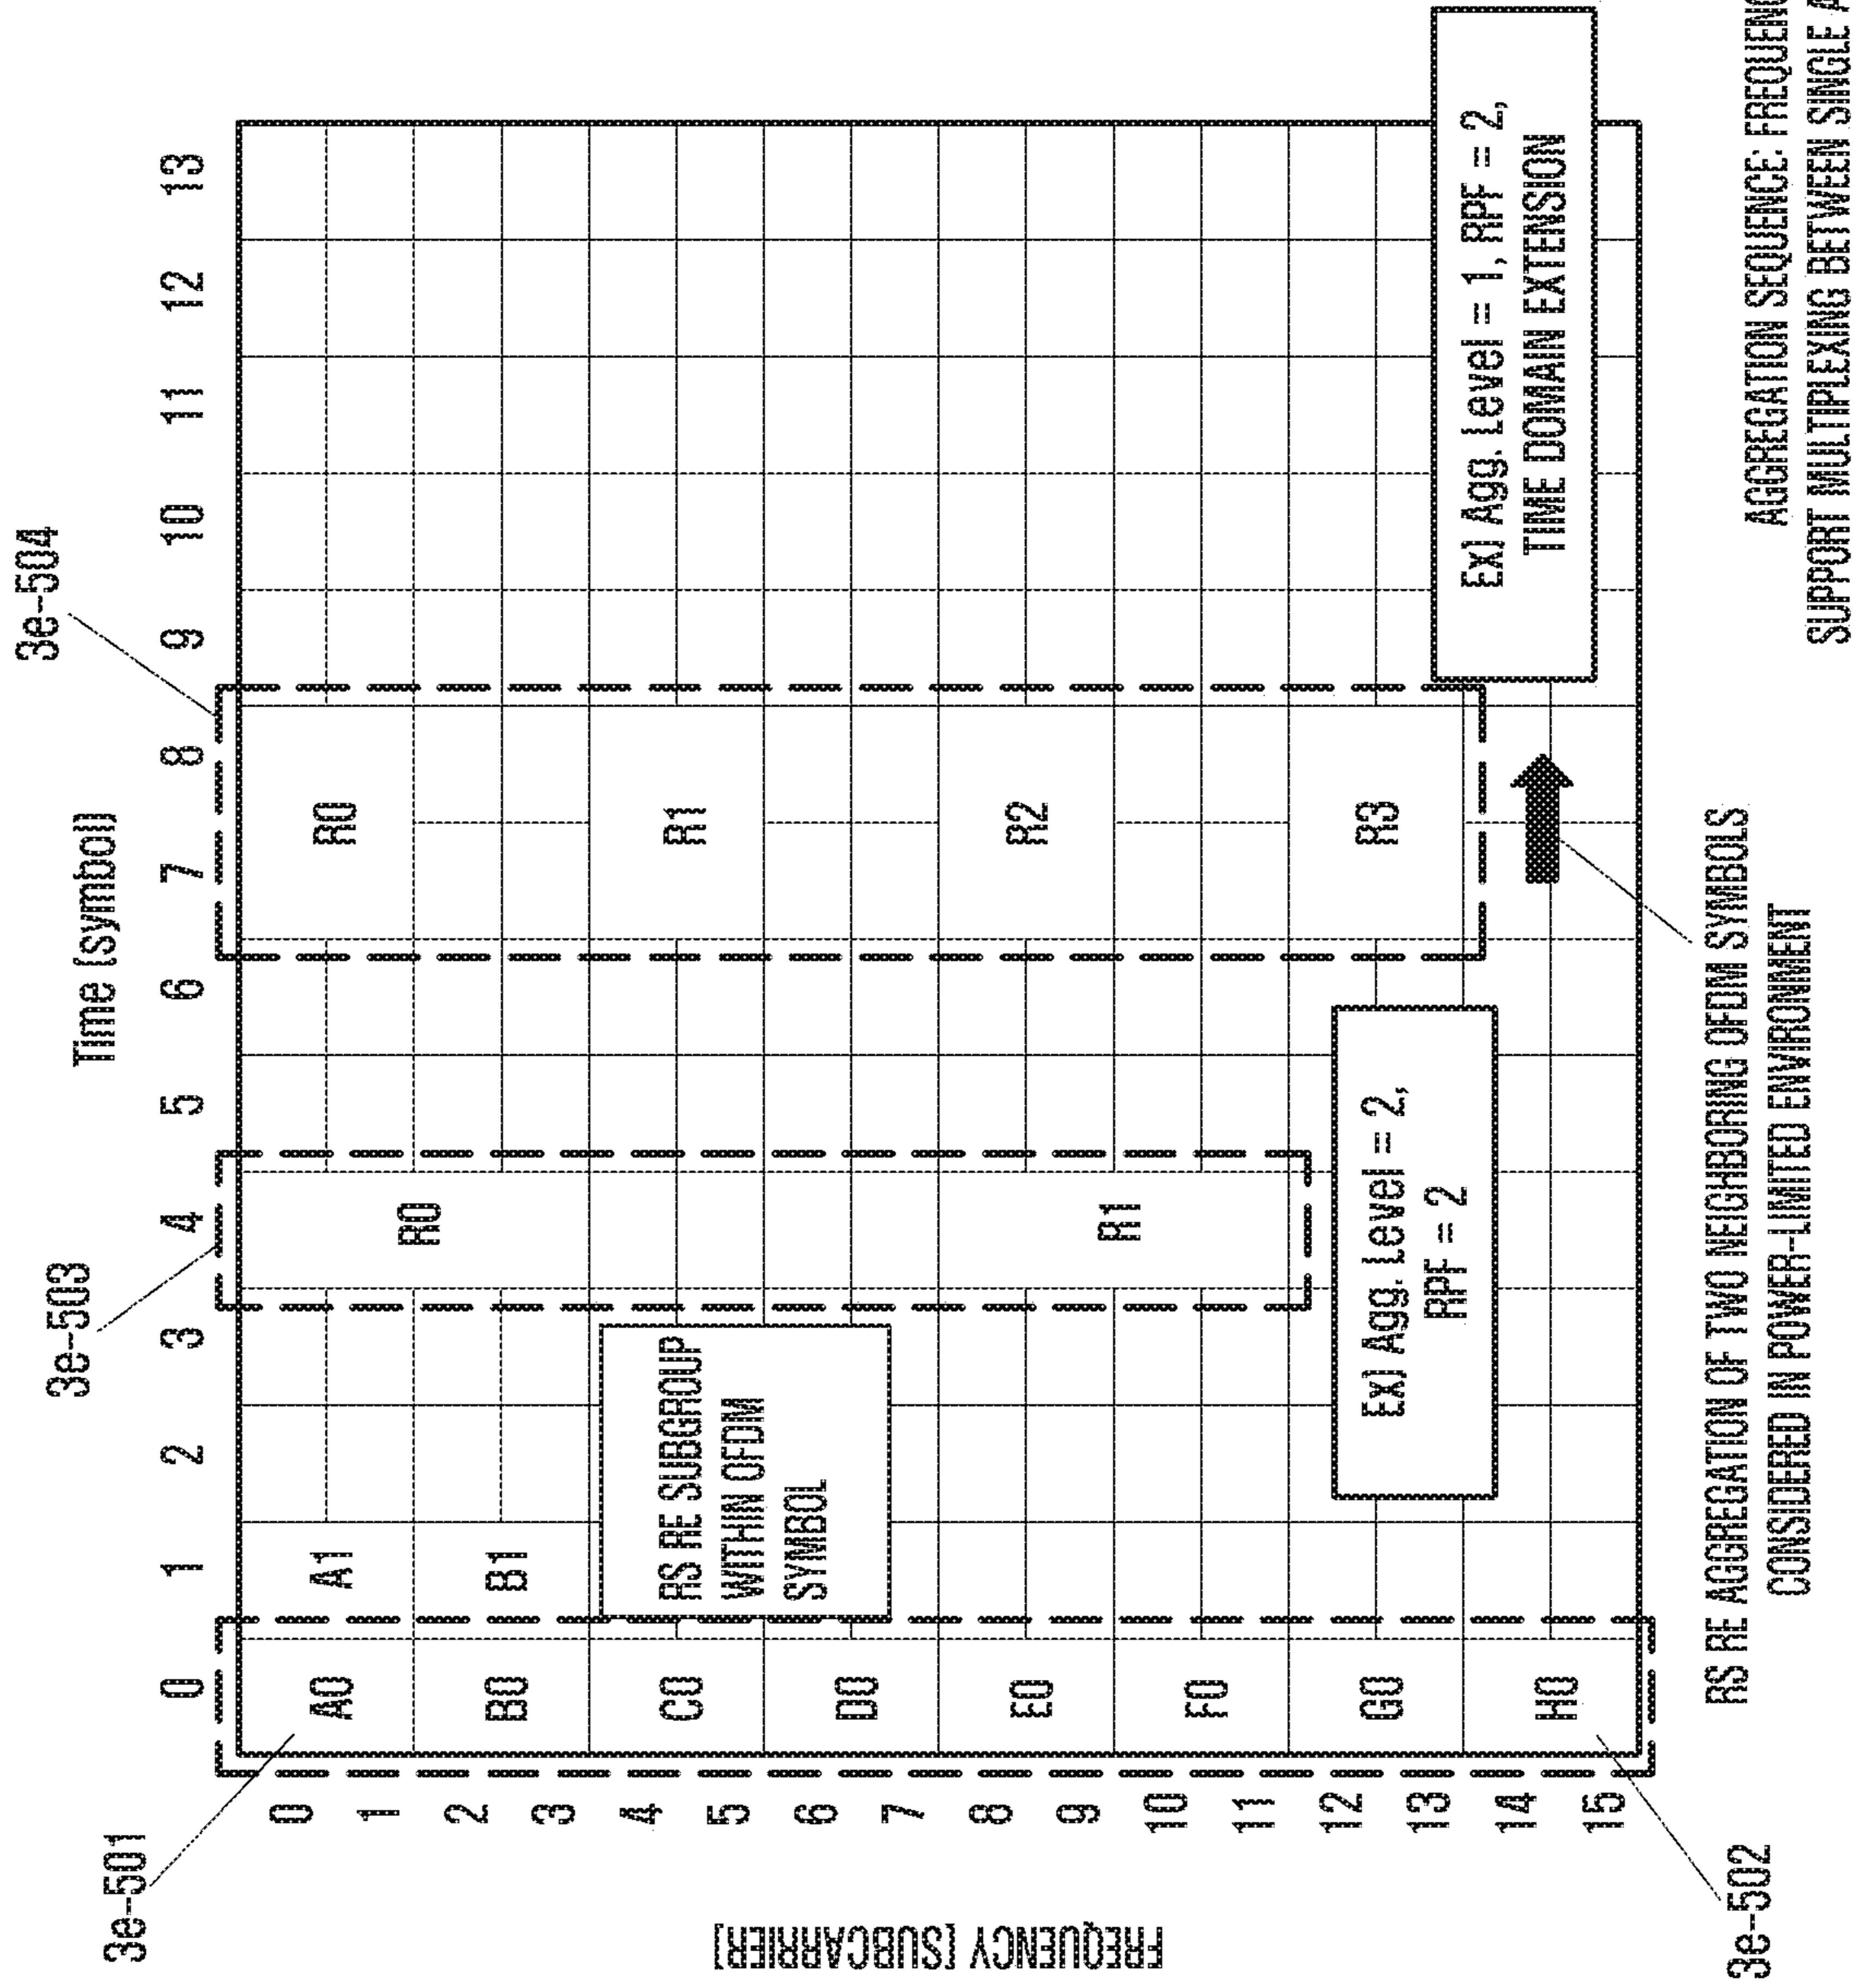 3e-504
3e-503
Time (symbol)
0 1 2 3 4 5 6 7 8 9 10 11 12 13
3e-501
FREQUENCY [SUBCARRIER]
0
1
2
3
4
5
6
7
8
9
10
11
12
13
14
15
A0
B0
C0
D0
E0
F0
G0
H0
A1
B1
RS RE SUBGROUP
WITHIN OFDM
SYMBOL
R0
R1
Ex) Agg. Level = 2,
RPF = 2
R0
R1
R2
R3
Ex) Agg. Level = 1, RPF = 2,
TIME DOMAIN EXTENSION
3e-502
RS RE AGGREGATION OF TWO NEIGHBORING OFDM SYMBOLS
CONSIDERED IN POWER-LIMITED ENVIRONMENT
AGGREGATION SEQUENCE: 
SUPPORT MULTIPLEXING BETWEEN SINGLE